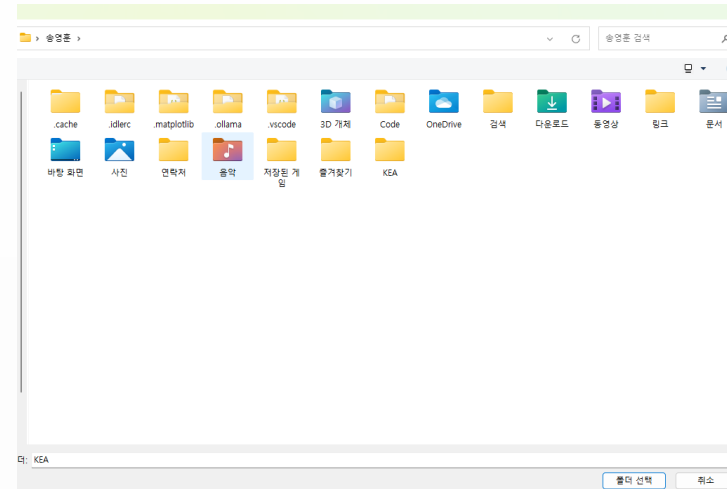 > 송영훈 >
송영훈 검색
.cache
.idlerc
.matplotlib
.ollama
.vscode
3D 개체
Code
OneDrive
검색
다운로드
동영상
링크
문서
바탕 화면
사진
연락처
음악
저장된 게
임
즐겨찾기
KEA
더: KEA
폴더 선택
취소